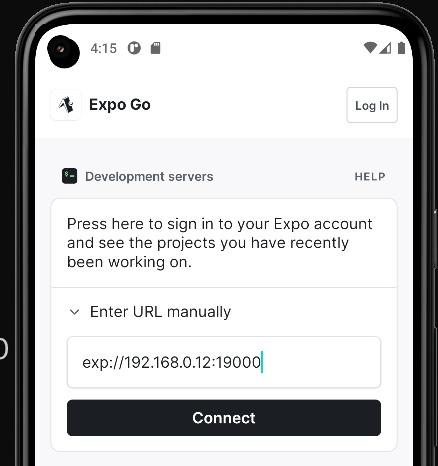 4:15
Expo Go
Log In
Development servers
HELP
Press here to sign in to your Expo account
and see the projects you have recently
been working on.
Enter URL manually
exp://192.168.0.12:19000
Connect